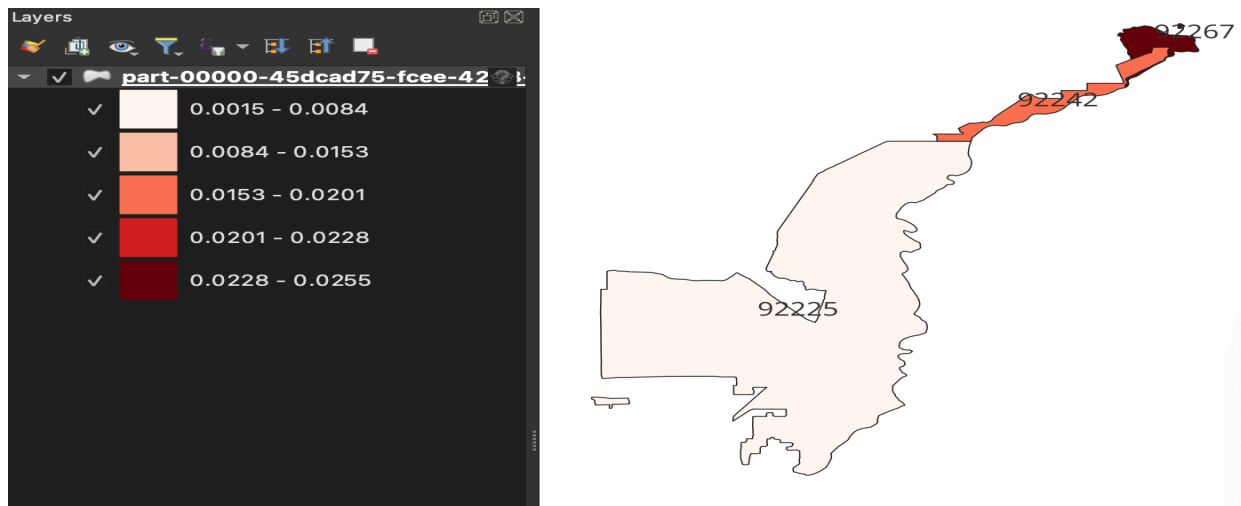 Layers
part-00000-45dcad75-fcee-42
0.0015 – 0.0084
0.0084 – 0.0153
0.0153 – 0.0201
0.0201 – 0.0228
0.0228 – 0.0255
92267
92242
92225